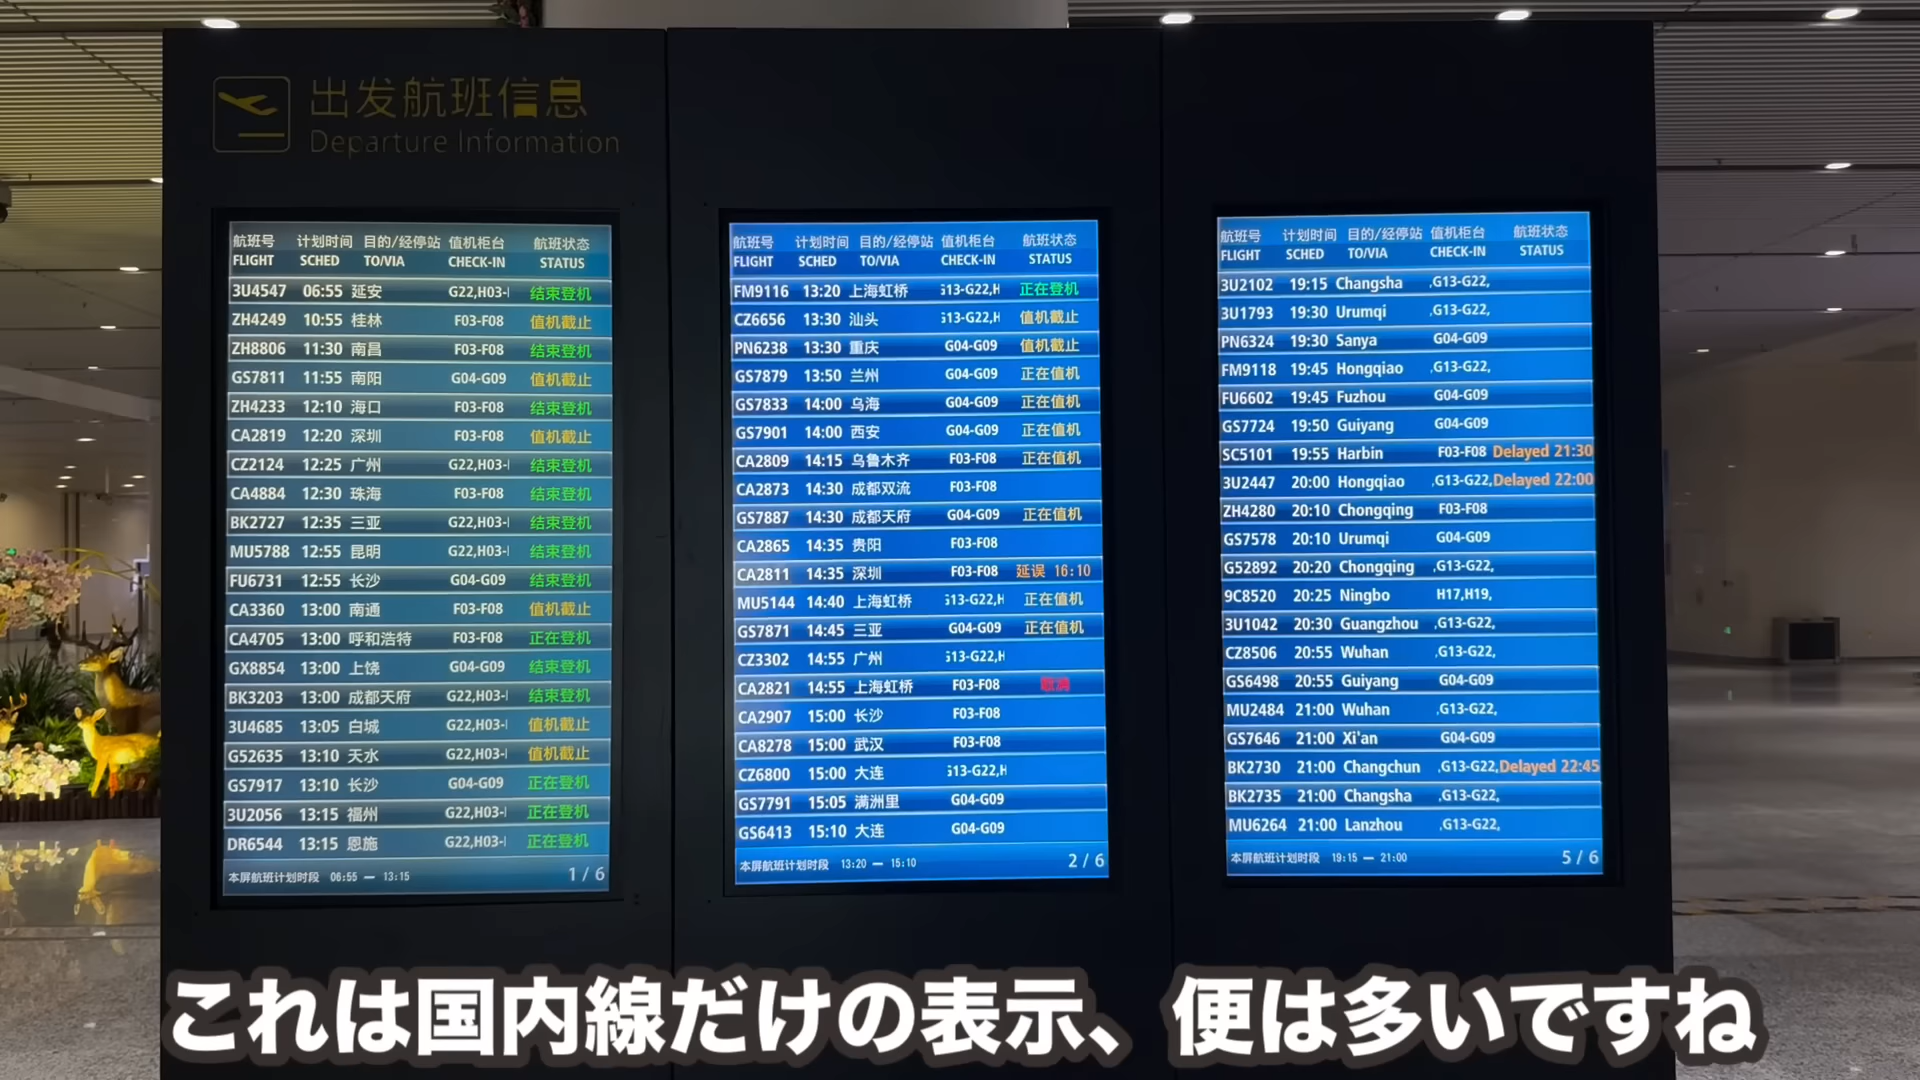 出发航班信息
Departure Information
航班号 计划时间 目的/经停站 值机柜台 航班状态
FLIGHT SCHED TO/VIA CHECK-IN STATUS
3U4547 06:55 延安 G22,H03- 结束登机
ZH4249 10:55 桂林 F03-F08 值机截止
ZH8806 11:30 南昌 F03-F08 结束登机
GS7811 11:55 南阳 G04-G09 值机截止
ZH4233 12:10 海口 F03-F08 结束登机
CA2819 12:20 深圳 F03-F08 值机截止
CZ2124 12:25 广州 G22,H03- 结束登机
CA4884 12:30 珠海 F03-F08 结束登机
BK2727 12:35 三亚 G22,H03- 结束登机
MU5788 12:55 昆明 G22,H03- 结束登机
FU6731 12:55 长沙 G04-G09 结束登机
CA3360 13:00 南通 F03-F08 值机截止
CA4705 13:00 呼和浩特 F03-F08 正在登机
GX8854 13:00 上饶 G04-G09 结束登机
BK3203 13:00 成都天府 G22,H03- 结束登机
3U4685 13:05 白城 G22,H03- 值机截止
G52635 13:10 天水 G22,H03- 值机截止
GS7917 13:10 长沙 G04-G09 正在登机
3U2056 13:15 福州 G22,H03- 正在登机
DR6544 13:15 恩施 G22,H03- 正在登机
本屏航班计划时段 06:55 — 13:15 1 / 6
航班号 计划时间 目的/经停站 值机柜台 航班状态
FLIGHT SCHED TO/VIA CHECK-IN STATUS
FM9116 13:20 上海虹桥 G13-G22,H 正在登机
CZ6656 13:30 汕头 G13-G22,H 值机截止
PN6238 13:30 重庆 G04-G09 值机截止
GS7879 13:50 兰州 G04-G09 正在值机
GS7833 14:00 乌海 G04-G09 正在值机
GS7901 14:00 西安 G04-G09 正在值机
CA2809 14:15 乌鲁木齐 F03-F08 正在值机
CA2873 14:30 成都双流 F03-F08
GS7887 14:30 成都天府 G04-G09 正在值机
CA2865 14:35 贵阳 F03-F08
CA2811 14:35 深圳 F03-F08 延误 16:10
MU5144 14:40 上海虹桥 G13-G22,H 正在值机
GS7871 14:45 三亚 G04-G09 正在值机
CZ3302 14:55 广州 G13-G22,H
CA2821 14:55 上海虹桥 F03-F08 取消
CA2907 15:00 长沙 F03-F08
CA8278 15:00 武汉 F03-F08
CZ6800 15:00 大连 G13-G22,H
GS7791 15:05 满洲里 G04-G09
GS6413 15:10 大连 G04-G09
本屏航班计划时段 13:20 — 15:10 2 / 6
航班号 计划时间 目的/经停站 值机柜台 航班状态
FLIGHT SCHED TO/VIA CHECK-IN STATUS
3U2102 19:15 Changsha ,G13-G22,
3U1793 19:30 Urumqi ,G13-G22,
PN6324 19:30 Sanya G04-G09
FM9118 19:45 Hongqiao ,G13-G22,
FU6602 19:45 Fuzhou G04-G09
GS7724 19:50 Guiyang G04-G09
SC5101 19:55 Harbin F03-F08 Delayed 21:30
3U2447 20:00 Hongqiao ,G13-G22, Delayed 22:00
ZH4280 20:10 Chongqing F03-F08
GS7578 20:10 Urumqi G04-G09
G52892 20:20 Chongqing ,G13-G22,
9C8520 20:25 Ningbo H17,H19,
3U1042 20:30 Guangzhou ,G13-G22,
CZ8506 20:55 Wuhan ,G13-G22,
GS6498 20:55 Guiyang G04-G09
MU2484 21:00 Wuhan ,G13-G22,
GS7646 21:00 Xi'an G04-G09
BK2730 21:00 Changchun ,G13-G22, Delayed 22:45
BK2735 21:00 Changsha ,G13-G22,
MU6264 21:00 Lanzhou ,G13-G22,
本屏航班计划时段 19:15 — 21:00 5 / 6
これは国内線だけの表示、便は多いですね